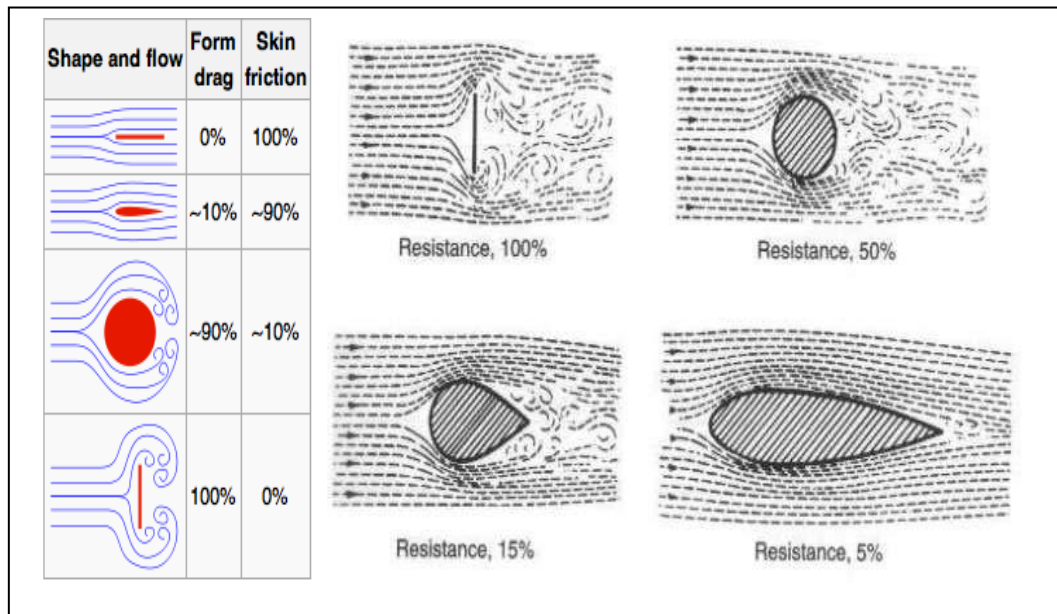 Shape and flow Form drag Skin friction
0% 100%
~10% ~90%
~90% ~10%
100% 0%
Resistance, 100%
Resistance, 50%
Resistance, 15%
Resistance, 5%